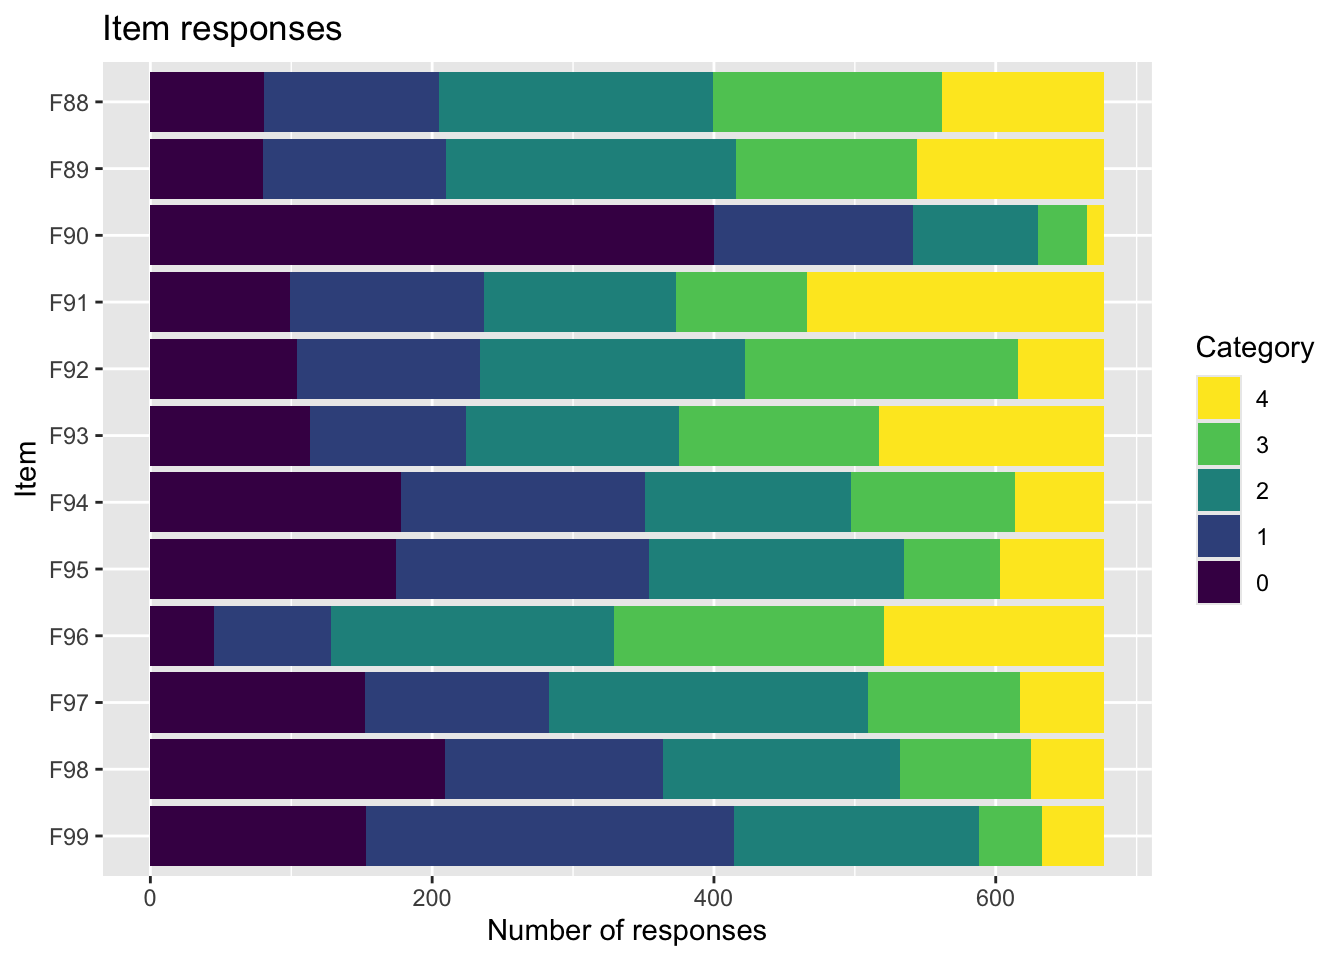 Item responses
F88
F89
F90
F91
F92
F93
F94
F95
F96
F97
F98
F99
Item
0 200 400 600
Number of responses
Category
4
3
2
1
0